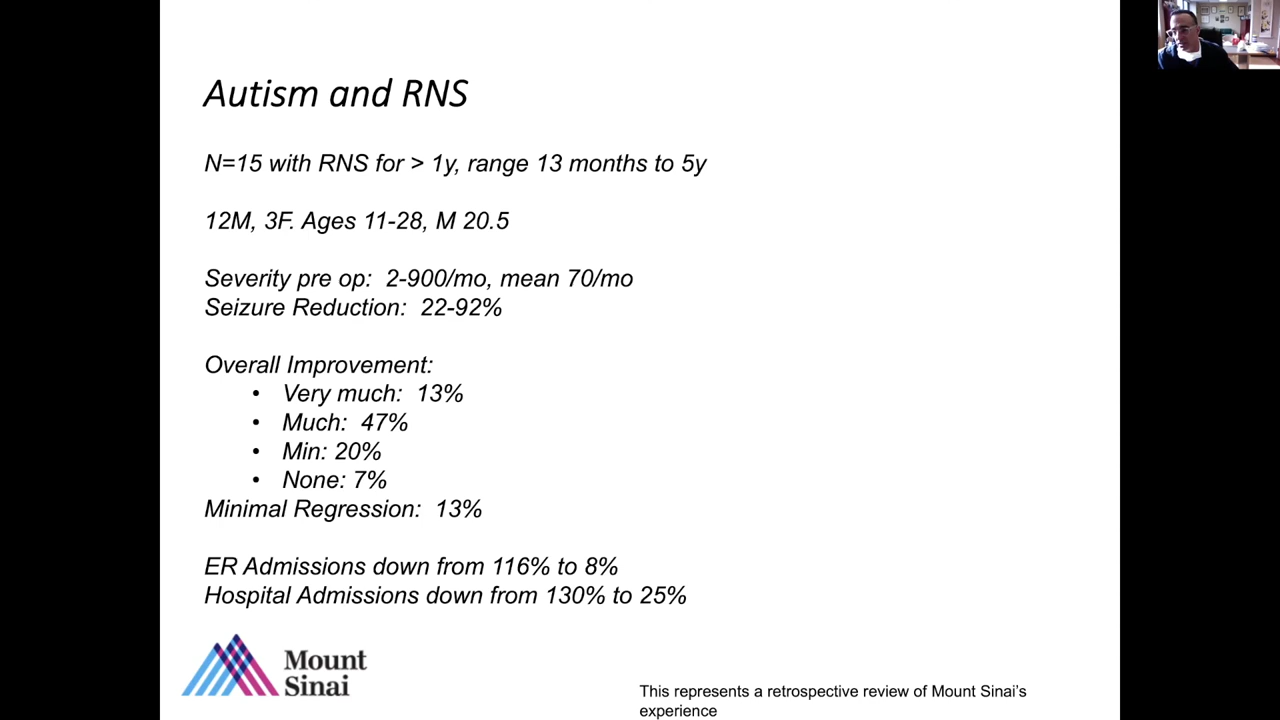 Autism and RNS
N=15 with RNS for > 1y, range 13 months to 5y
12M, 3F. Ages 11-28, M 20.5
Severity pre op:  2-900/mo, mean 70/mo
Seizure Reduction:  22-92%
Overall Improvement:
• Very much:  13%
• Much:  47%
• Min: 20%
• None: 7%
Minimal Regression:  13%
ER Admissions down from 116% to 8%
Hospital Admissions down from 130% to 25%
Mount
Sinai
This represents a retrospective review of Mount Sinai’s
experience